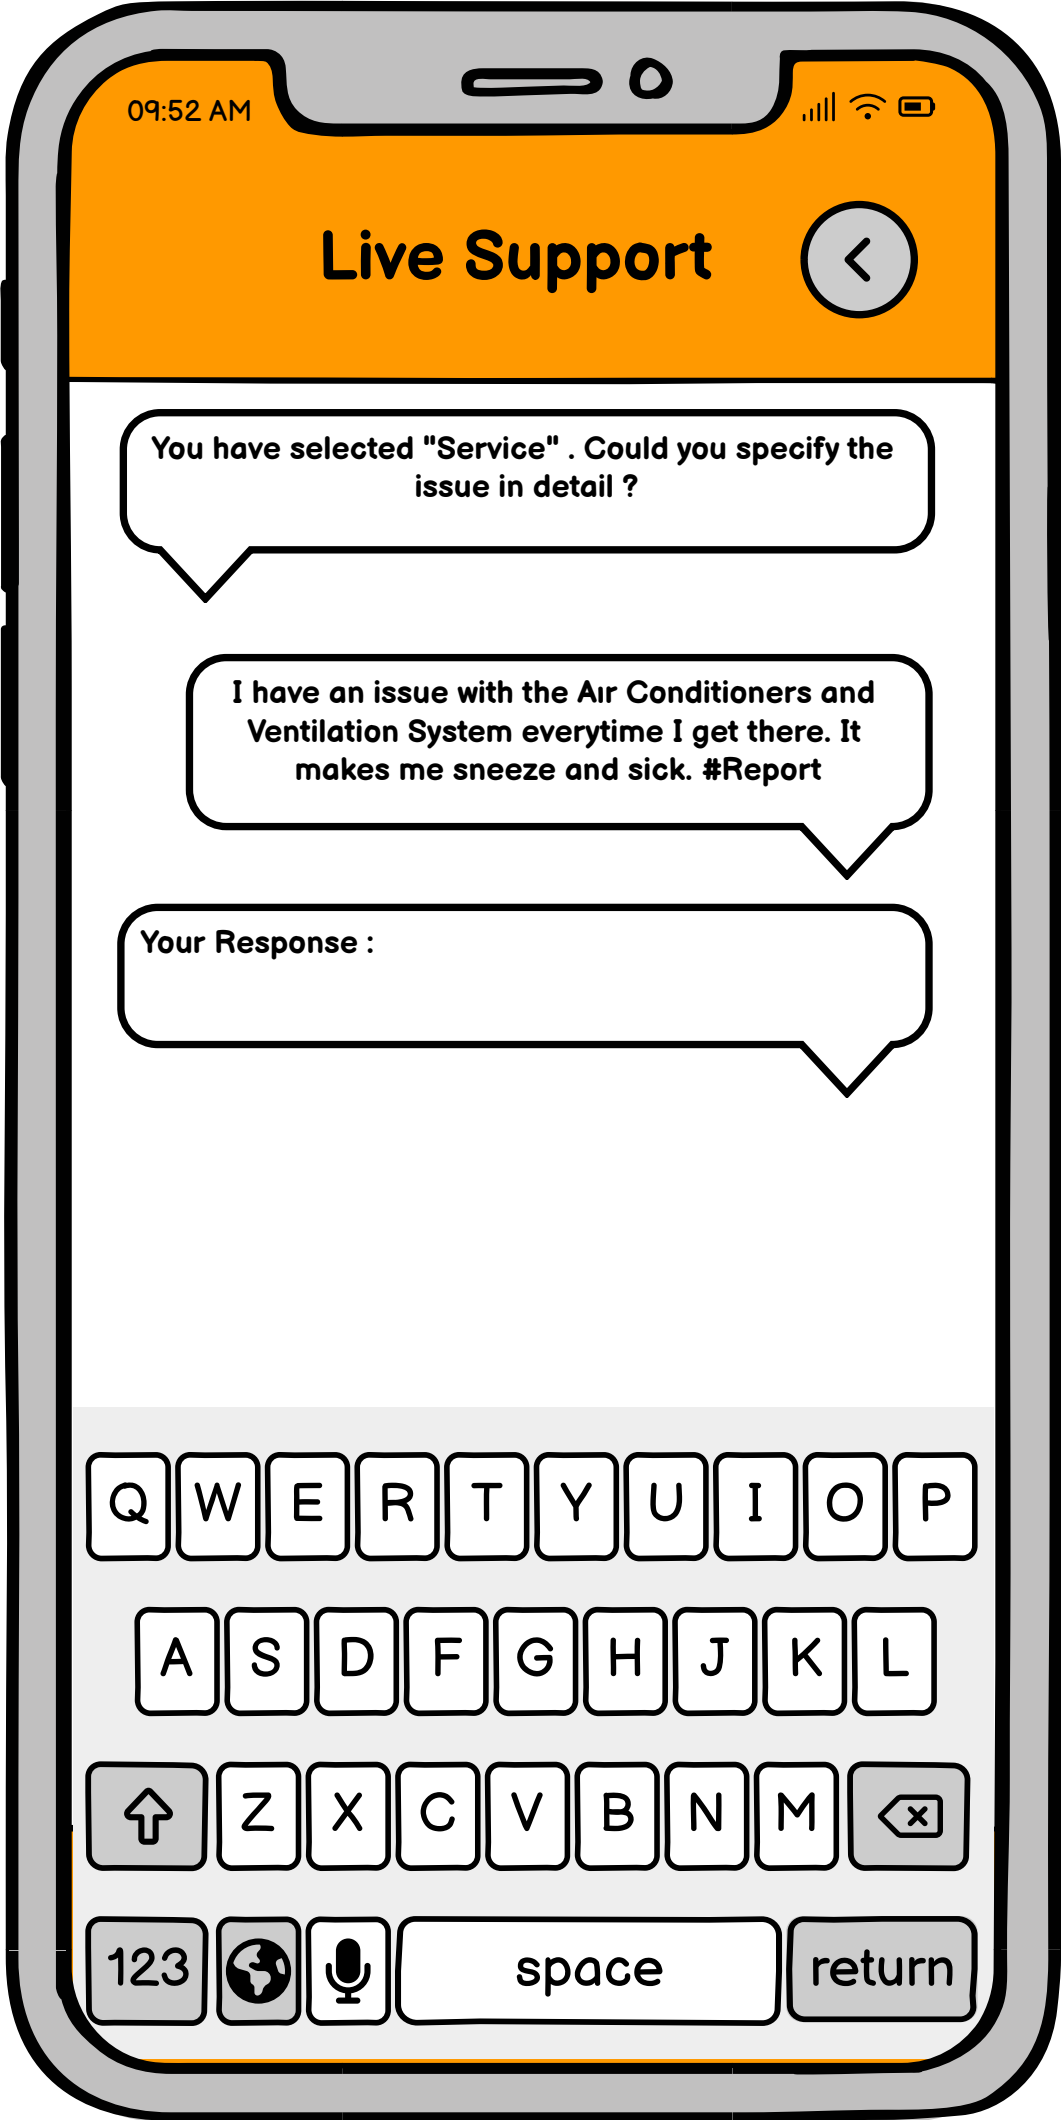 09:52 AM
Live Support
You have selected "Service" . Could you specify the
issue in detail ?
I have an issue with the Air Conditioners and
Ventilation System everytime I get there. It
makes me sneeze and sick. #Report
Your Response :
Q W E R T Y U I O P
A S D F G H J K L
Z X C V B N M
123 space return